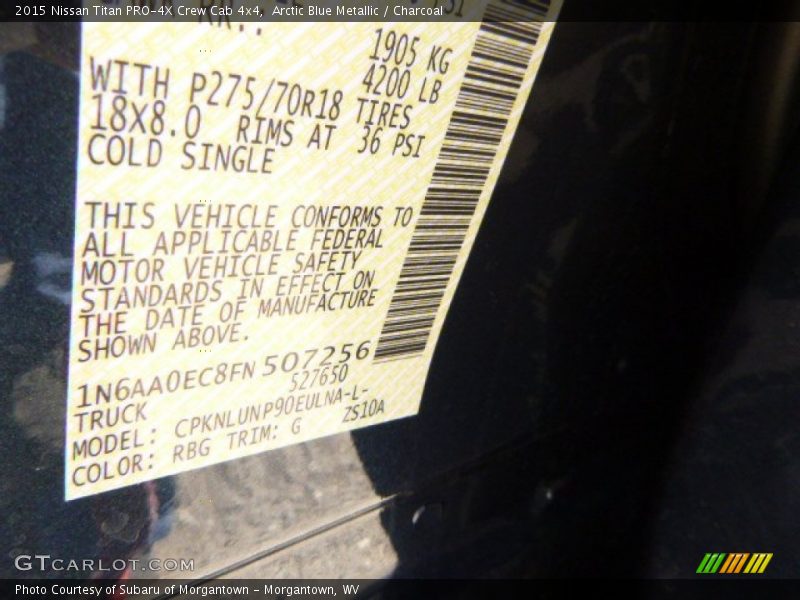 2015 Nissan Titan PRO-4X Crew Cab 4x4,  Arctic Blue Metallic / Charcoal
1905 KG
4200 LB
WITH P275/70R18 TIRES
18X8.0 RIMS AT 36 PSI
COLD SINGLE
THIS VEHICLE CONFORMS TO
ALL APPLICABLE FEDERAL
MOTOR VEHICLE SAFETY
STANDARDS IN EFFECT ON
THE DATE OF MANUFACTURE
SHOWN ABOVE.
1N6AA0EC8FN507256
TRUCK 527650
MODEL: CPKNLUNP90EULNA-L-
COLOR: RBG TRIM: G ZS10A
GTCARLOT.COM
Photo Courtesy of Subaru of Morgantown - Morgantown, WV